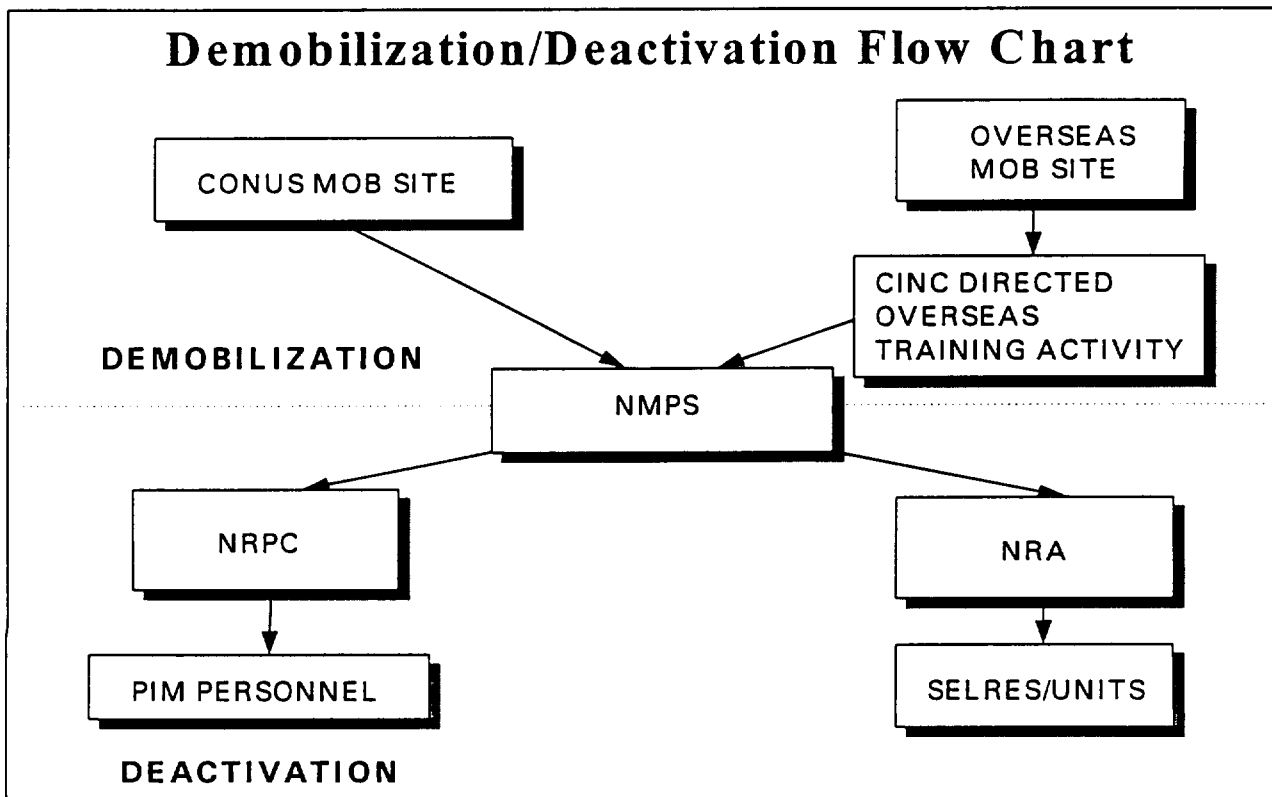 Demobilization/Deactivation Flow Chart
CONUS MOB SITE
OVERSEAS
MOB SITE
CINC DIRECTED
OVERSEAS
TRAINING ACTIVITY
DEMOBILIZATION
NMPS
NRPC
NRA
PIM PERSONNEL
SELRES/UNITS
DEACTIVATION